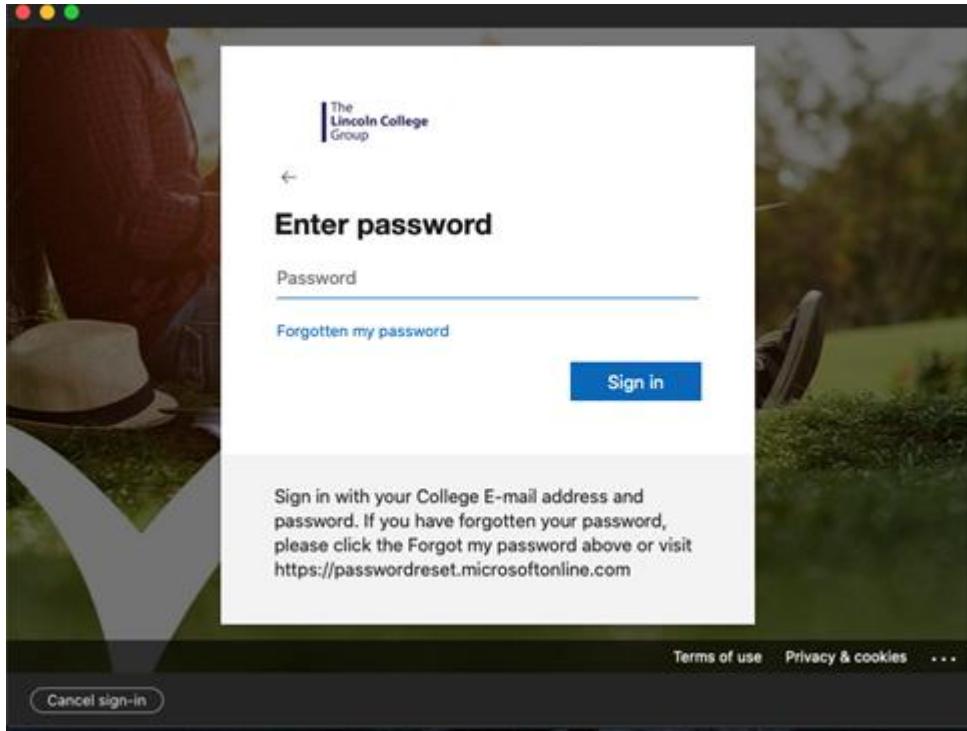 The
Lincoln College
Group
Enter password
Password
Forgotten my password
Sign in
Sign in with your College E-mail address and
password. If you have forgotten your password,
please click the Forgot my password above or visit
https://passwordreset.microsoftonline.com
Terms of use Privacy & cookies ...
Cancel sign-in